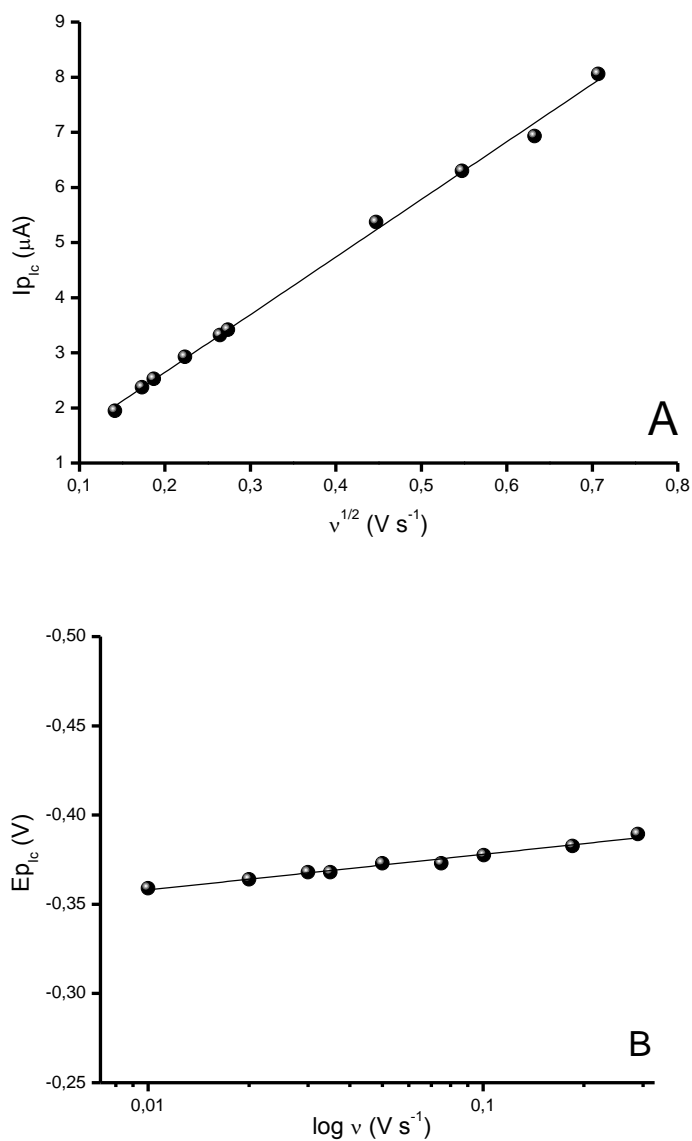 9
8
7
6
5
4
3
2
1
Ip_Ic (μA)
A
0,1 0,2 0,3 0,4 0,5 0,6 0,7 0,8
ν^1/2 (V s^-1)
-0,50
-0,45
-0,40
-0,35
-0,30
-0,25
Ep_Ic (V)
B
0,01 0,1
log ν (V s^-1)